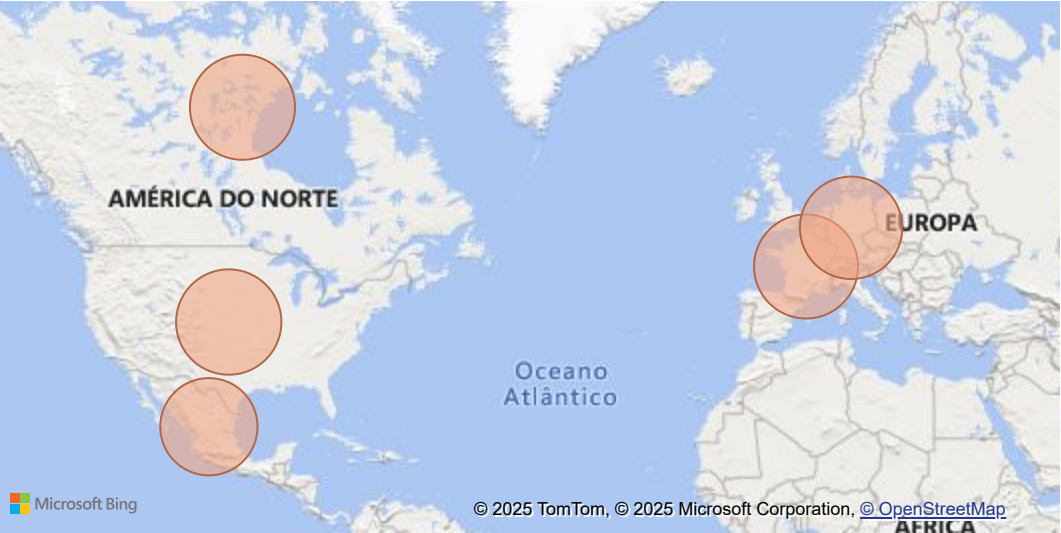 AMÉRICA DO NORTE
EUROPA
Oceano
Atlântico
Microsoft Bing
© 2025 TomTom, © 2025 Microsoft Corporation, © OpenStreetMap
ÁFRICA